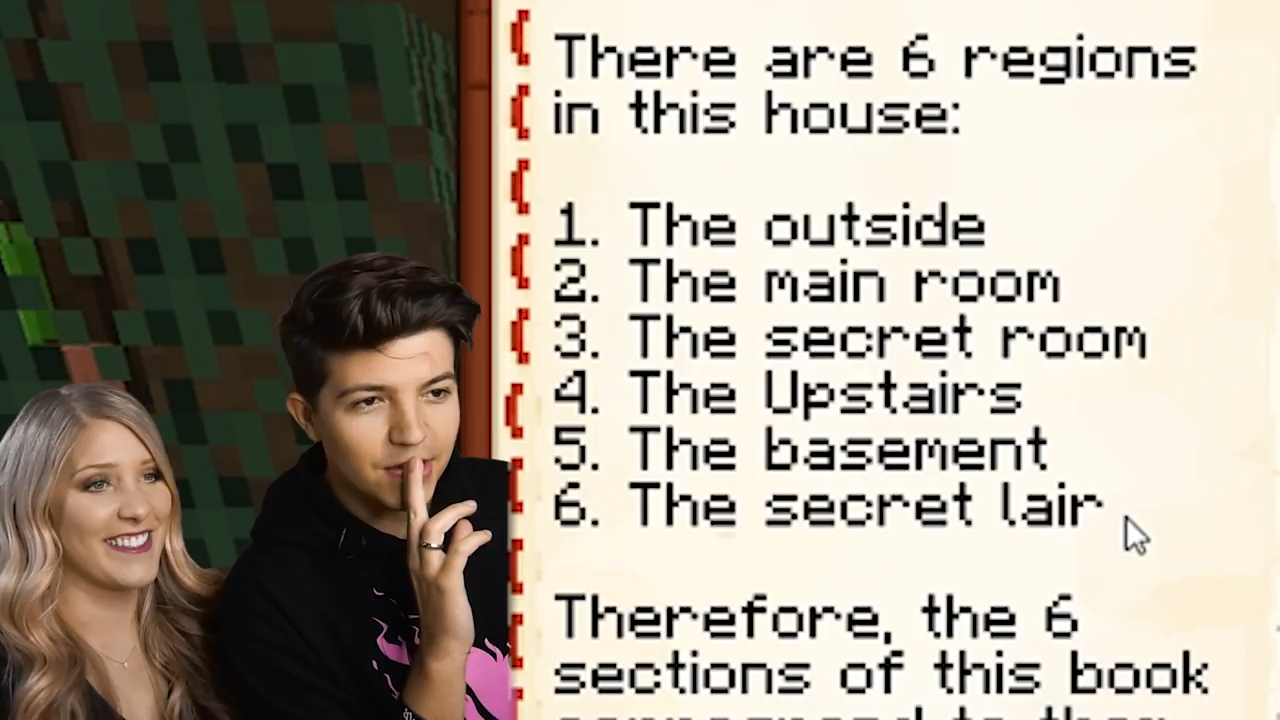 There are 6 regions
in this house:
1. The outside
2. The main room
3. The secret room
4. The Upstairs
5. The basement
6. The secret lair
Therefore, the 6
sections of this book